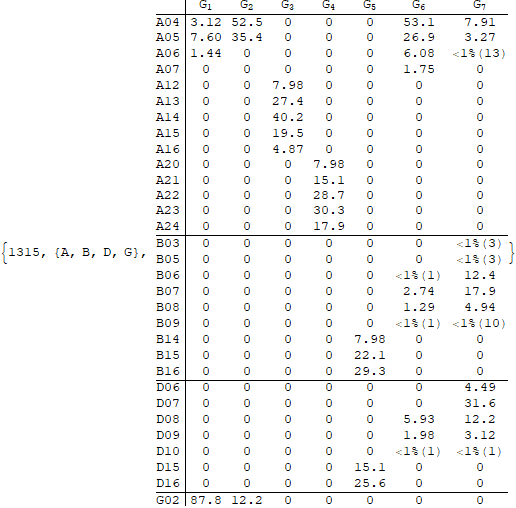 G1 G2 G3 G4 G5 G6 G7
A04 3.12 52.5 0 0 0 53.1 7.91
A05 7.60 35.4 0 0 0 26.9 3.27
A06 1.44 0 0 0 0 6.08 <1%(13)
A07 0 0 0 0 0 1.75 0
A12 0 0 7.98 0 0 0 0
A13 0 0 27.4 0 0 0 0
A14 0 0 40.2 0 0 0 0
A15 0 0 19.5 0 0 0 0
A16 0 0 4.87 0 0 0 0
A20 0 0 0 7.98 0 0 0
A21 0 0 0 15.1 0 0 0
A22 0 0 0 28.7 0 0 0
A23 0 0 0 30.3 0 0 0
A24 0 0 0 17.9 0 0 0
B03 0 0 0 0 0 0 <1%(3)
{1315, {A, B, D, G}, B05 0 0 0 0 0 0 <1%(3) }
B06 0 0 0 0 0 <1%(1) 12.4
B07 0 0 0 0 0 2.74 17.9
B08 0 0 0 0 0 1.29 4.94
B09 0 0 0 0 0 <1%(1) <1%(10)
B14 0 0 0 0 7.98 0 0
B15 0 0 0 0 22.1 0 0
B16 0 0 0 0 29.3 0 0
D06 0 0 0 0 0 0 4.49
D07 0 0 0 0 0 0 31.6
D08 0 0 0 0 0 5.93 12.2
D09 0 0 0 0 0 1.98 3.12
D10 0 0 0 0 0 <1%(1) <1%(1)
D15 0 0 0 0 15.1 0 0
D16 0 0 0 0 25.6 0 0
G02 87.8 12.2 0 0 0 0 0